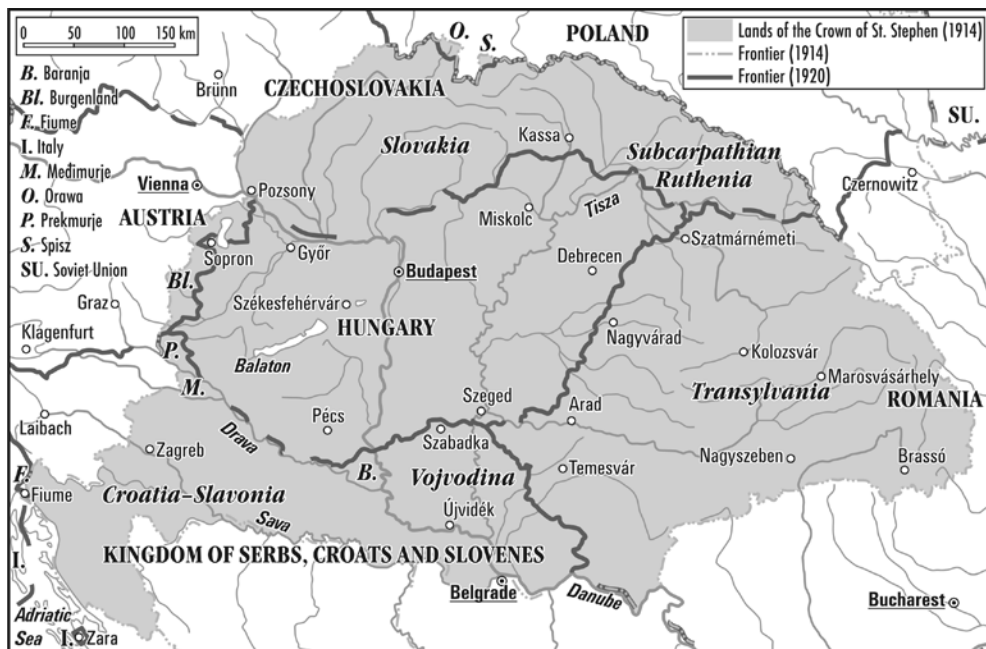 0 50 100 150 km
B. Baranja
Bl. Burgenland
F. Fiume
I. Italy
M. Međimurje
O. Orawa
P. Prekmurje
S. Spisz
SU. Soviet Union
Lands of the Crown of St. Stephen (1914)
Frontier (1914)
Frontier (1920)
O.
S.
POLAND
Brünn
CZECHOSLOVAKIA
SU.
Slovakia
Kassa
Subcarpathian
Ruthenia
Vienna
Pozsony
Czernowitz
AUSTRIA
Miskolc
Tisza
Sopron
Győr
Szatmárnémeti
Debrecen
Budapest
Bl.
Graz
Székesfehérvár
HUNGARY
Nagyvárad
Klagenfurt
P.
Balaton
Kolozsvár
M.
Marosvásárhely
Transylvania
ROMANIA
Szeged
Arad
Laibach
Pécs
Drava
Szabadka
Zagreb
B.
Vojvodina
Temesvár
Nagyszeben
Brassó
F.
Fiume
Croatia–Slavonia
Újvidék
Sava
KINGDOM OF SERBS, CROATS AND SLOVENES
I.
Belgrade
Danube
Bucharest
Adriatic
Sea
I.
Zara